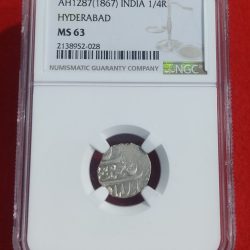 AH1287(1867) INDIA 1/4R
HYDERABAD
MS 63
2138952-028
NUMISMATIC GUARANTY COMPANY
NGC